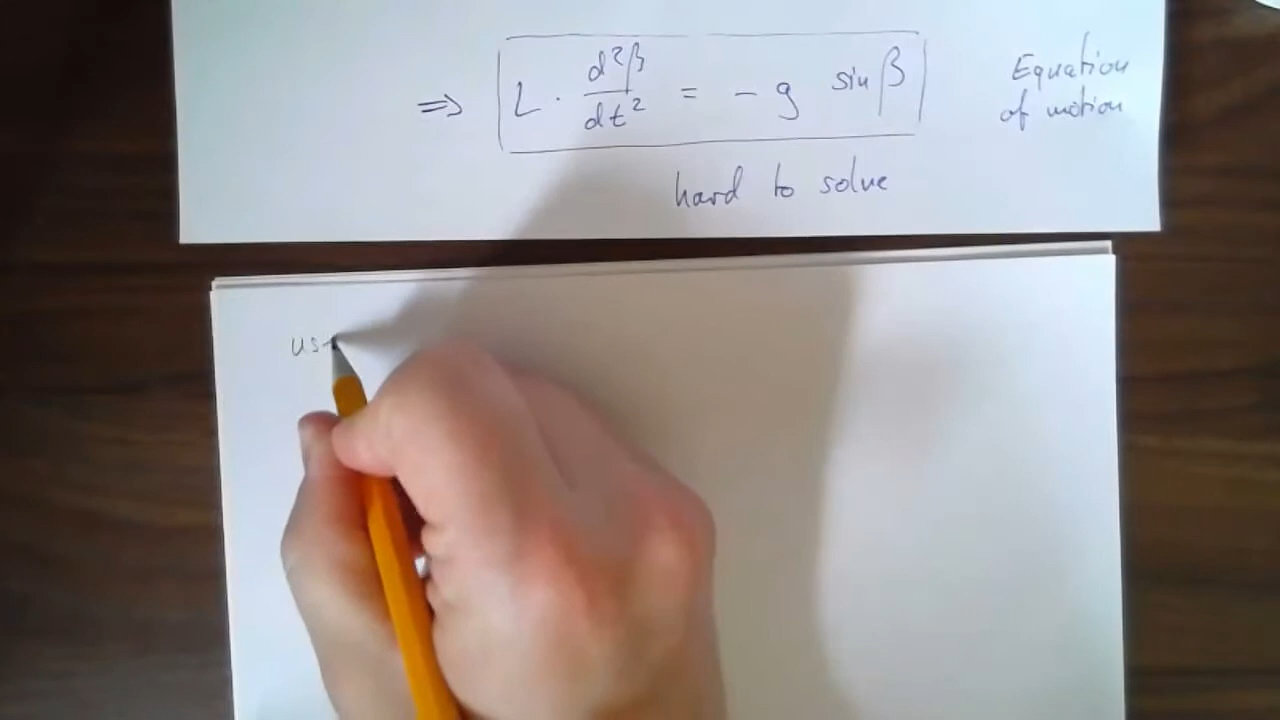 ⇒ L · d²β/dt² = - g sin β
Equation
of motion
hard to solve
us